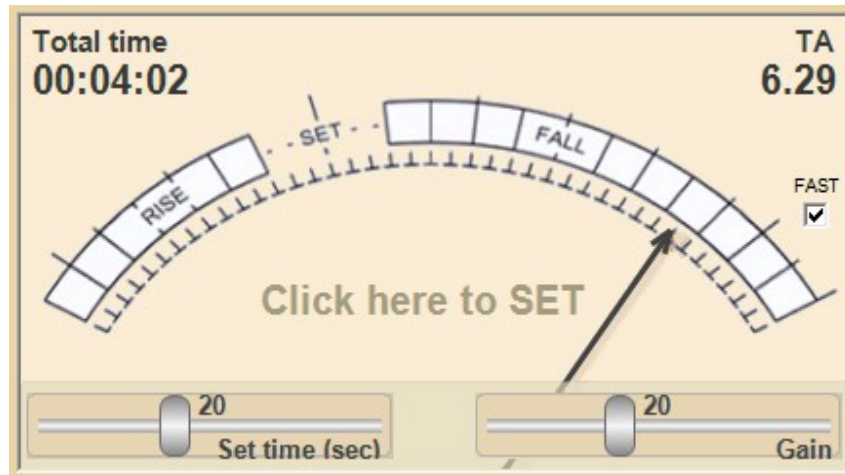 Total time
TA
00:04:02
6.29
SET
FALL
RISE
FAST
Click here to SET
20
20
Set time (sec)
Gain